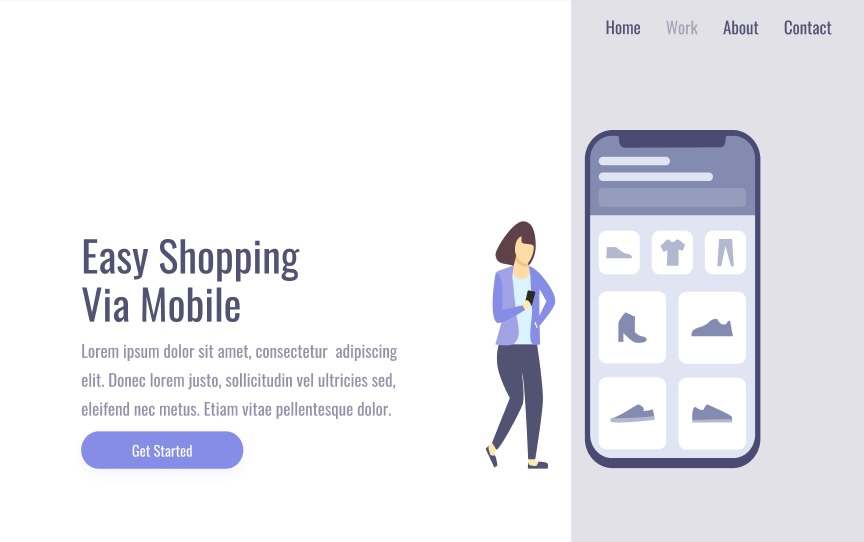 Home Work About Contact
Easy Shopping
Via Mobile
Lorem ipsum dolor sit amet, consectetur  adipiscing
elit. Donec lorem justo, sollicitudin vel ultricies sed,
eleifend nec metus. Etiam vitae pellentesque dolor.
Get Started